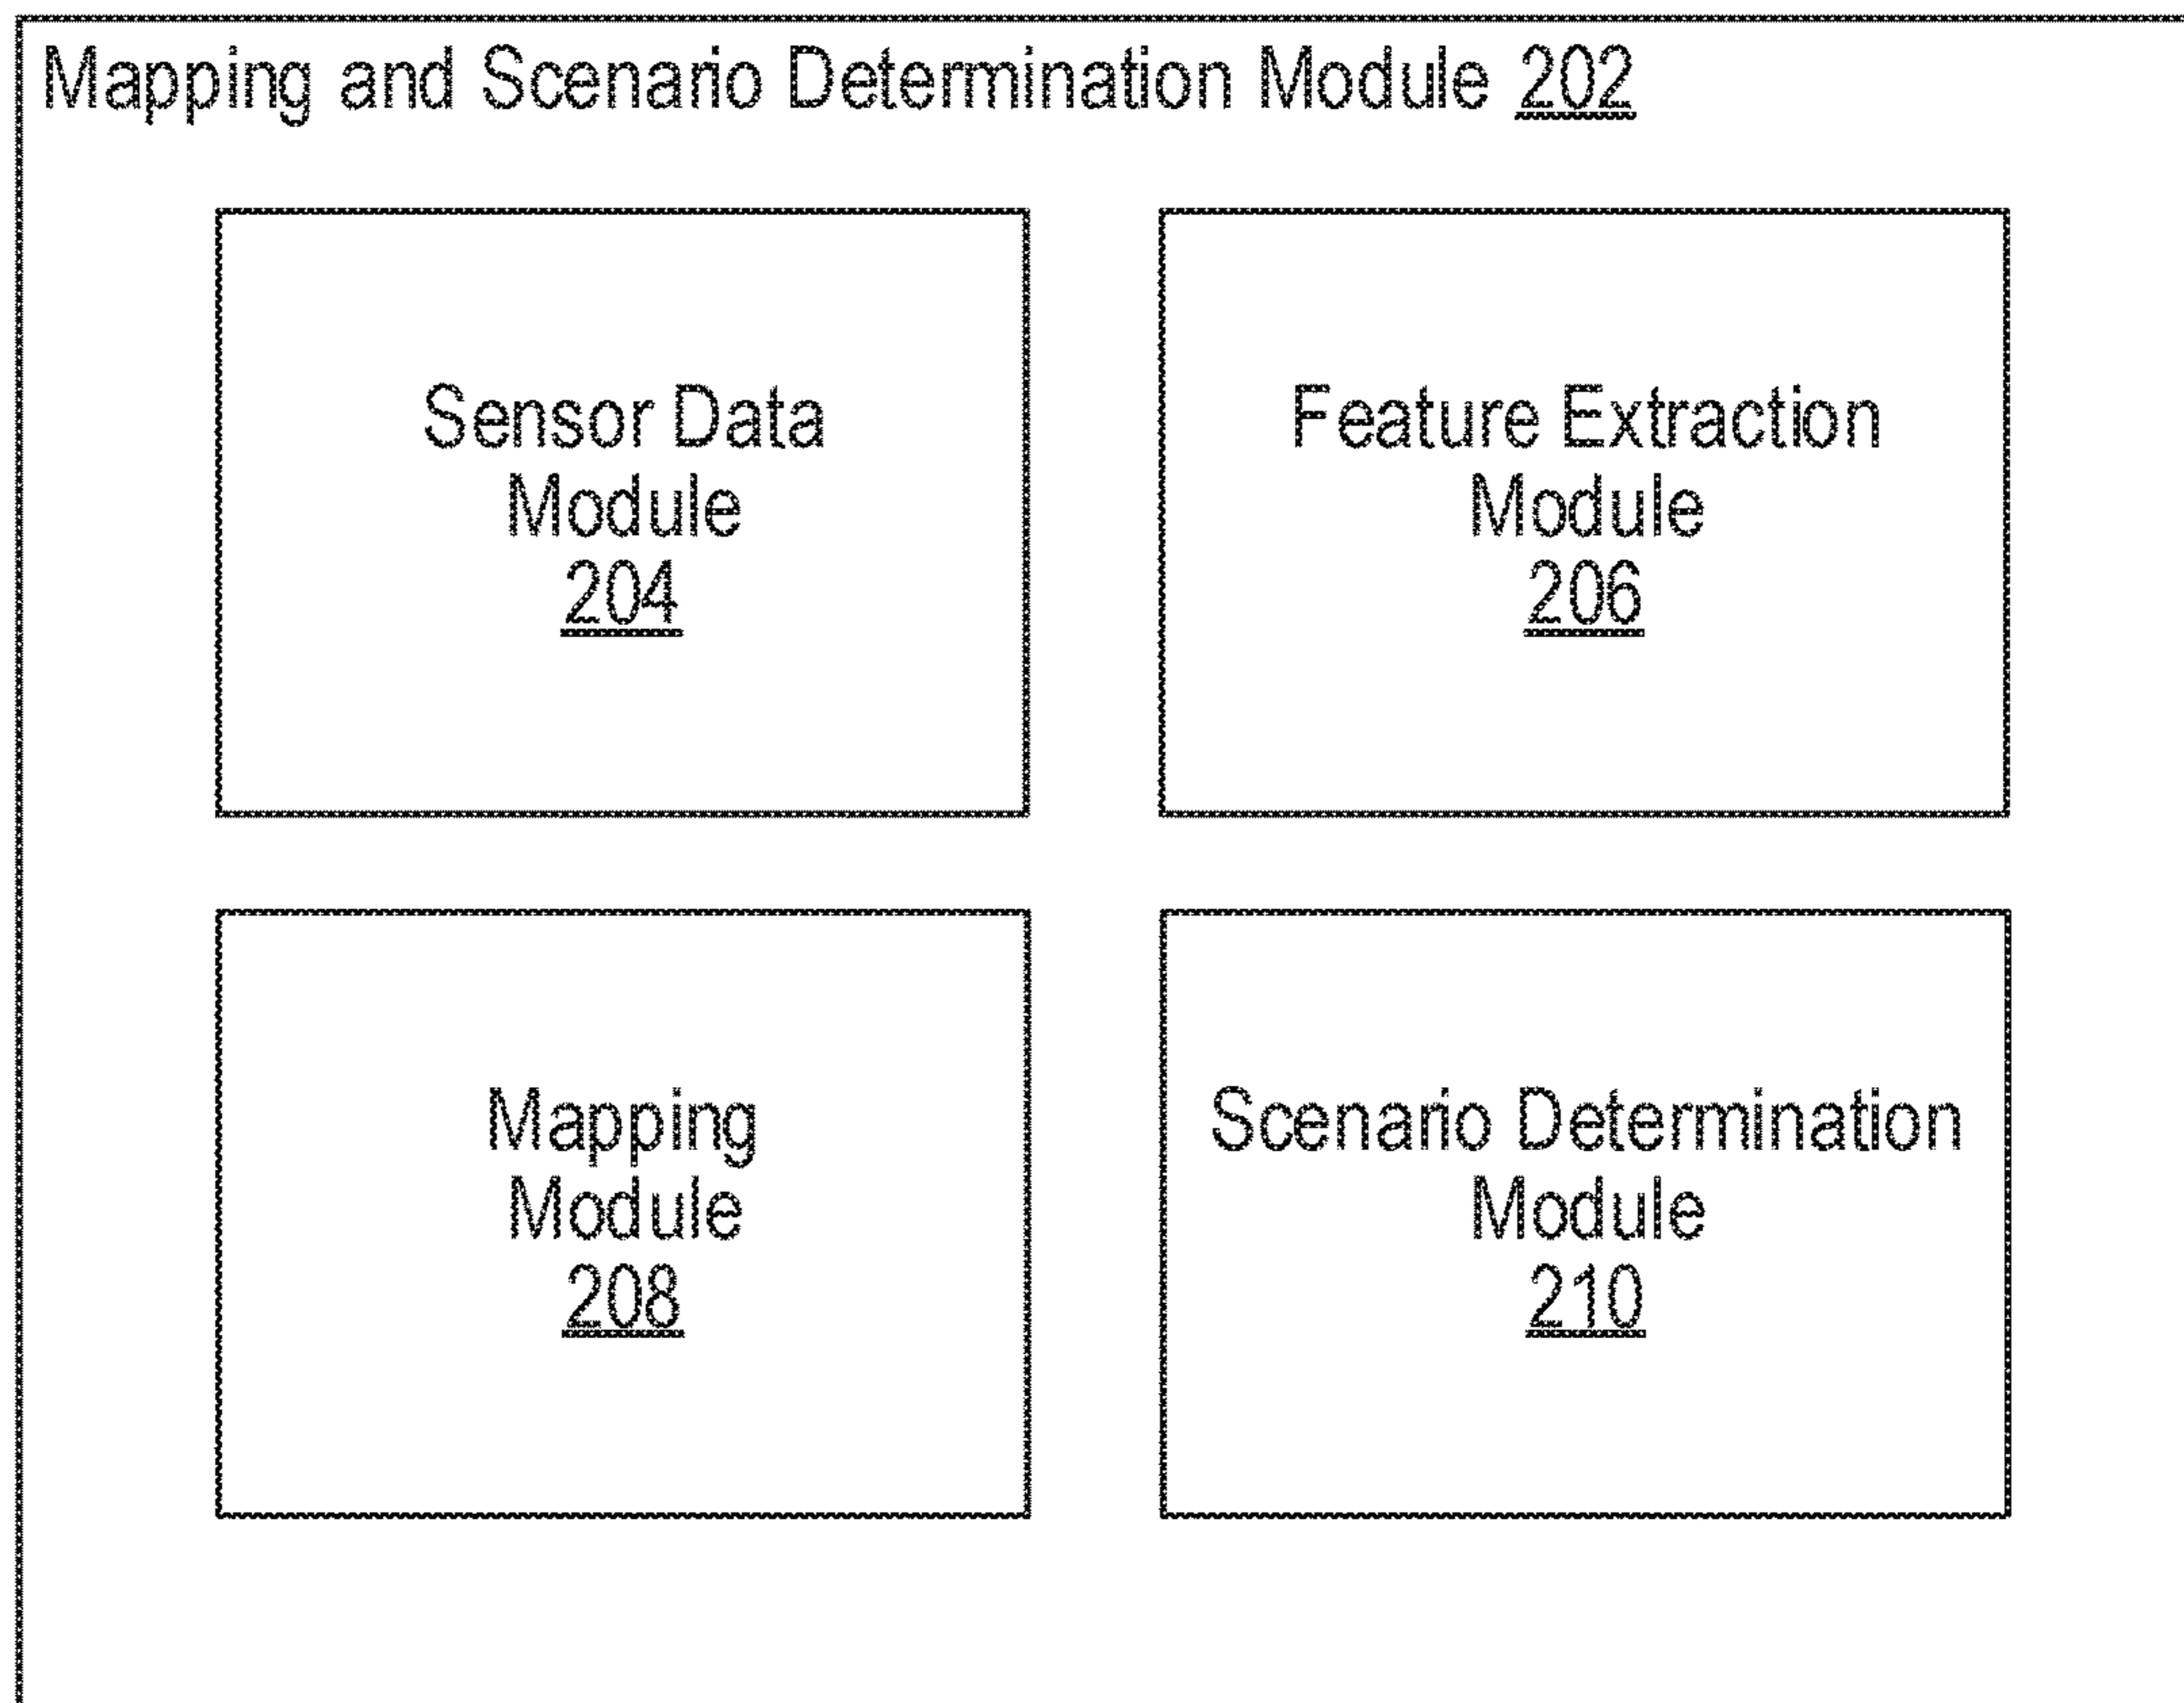 Mapping and Scenario Determination Module 202
Sensor Data
Module
204
Feature Extraction
Module
206
Mapping
Module
208
Scenario Determination
Module
210